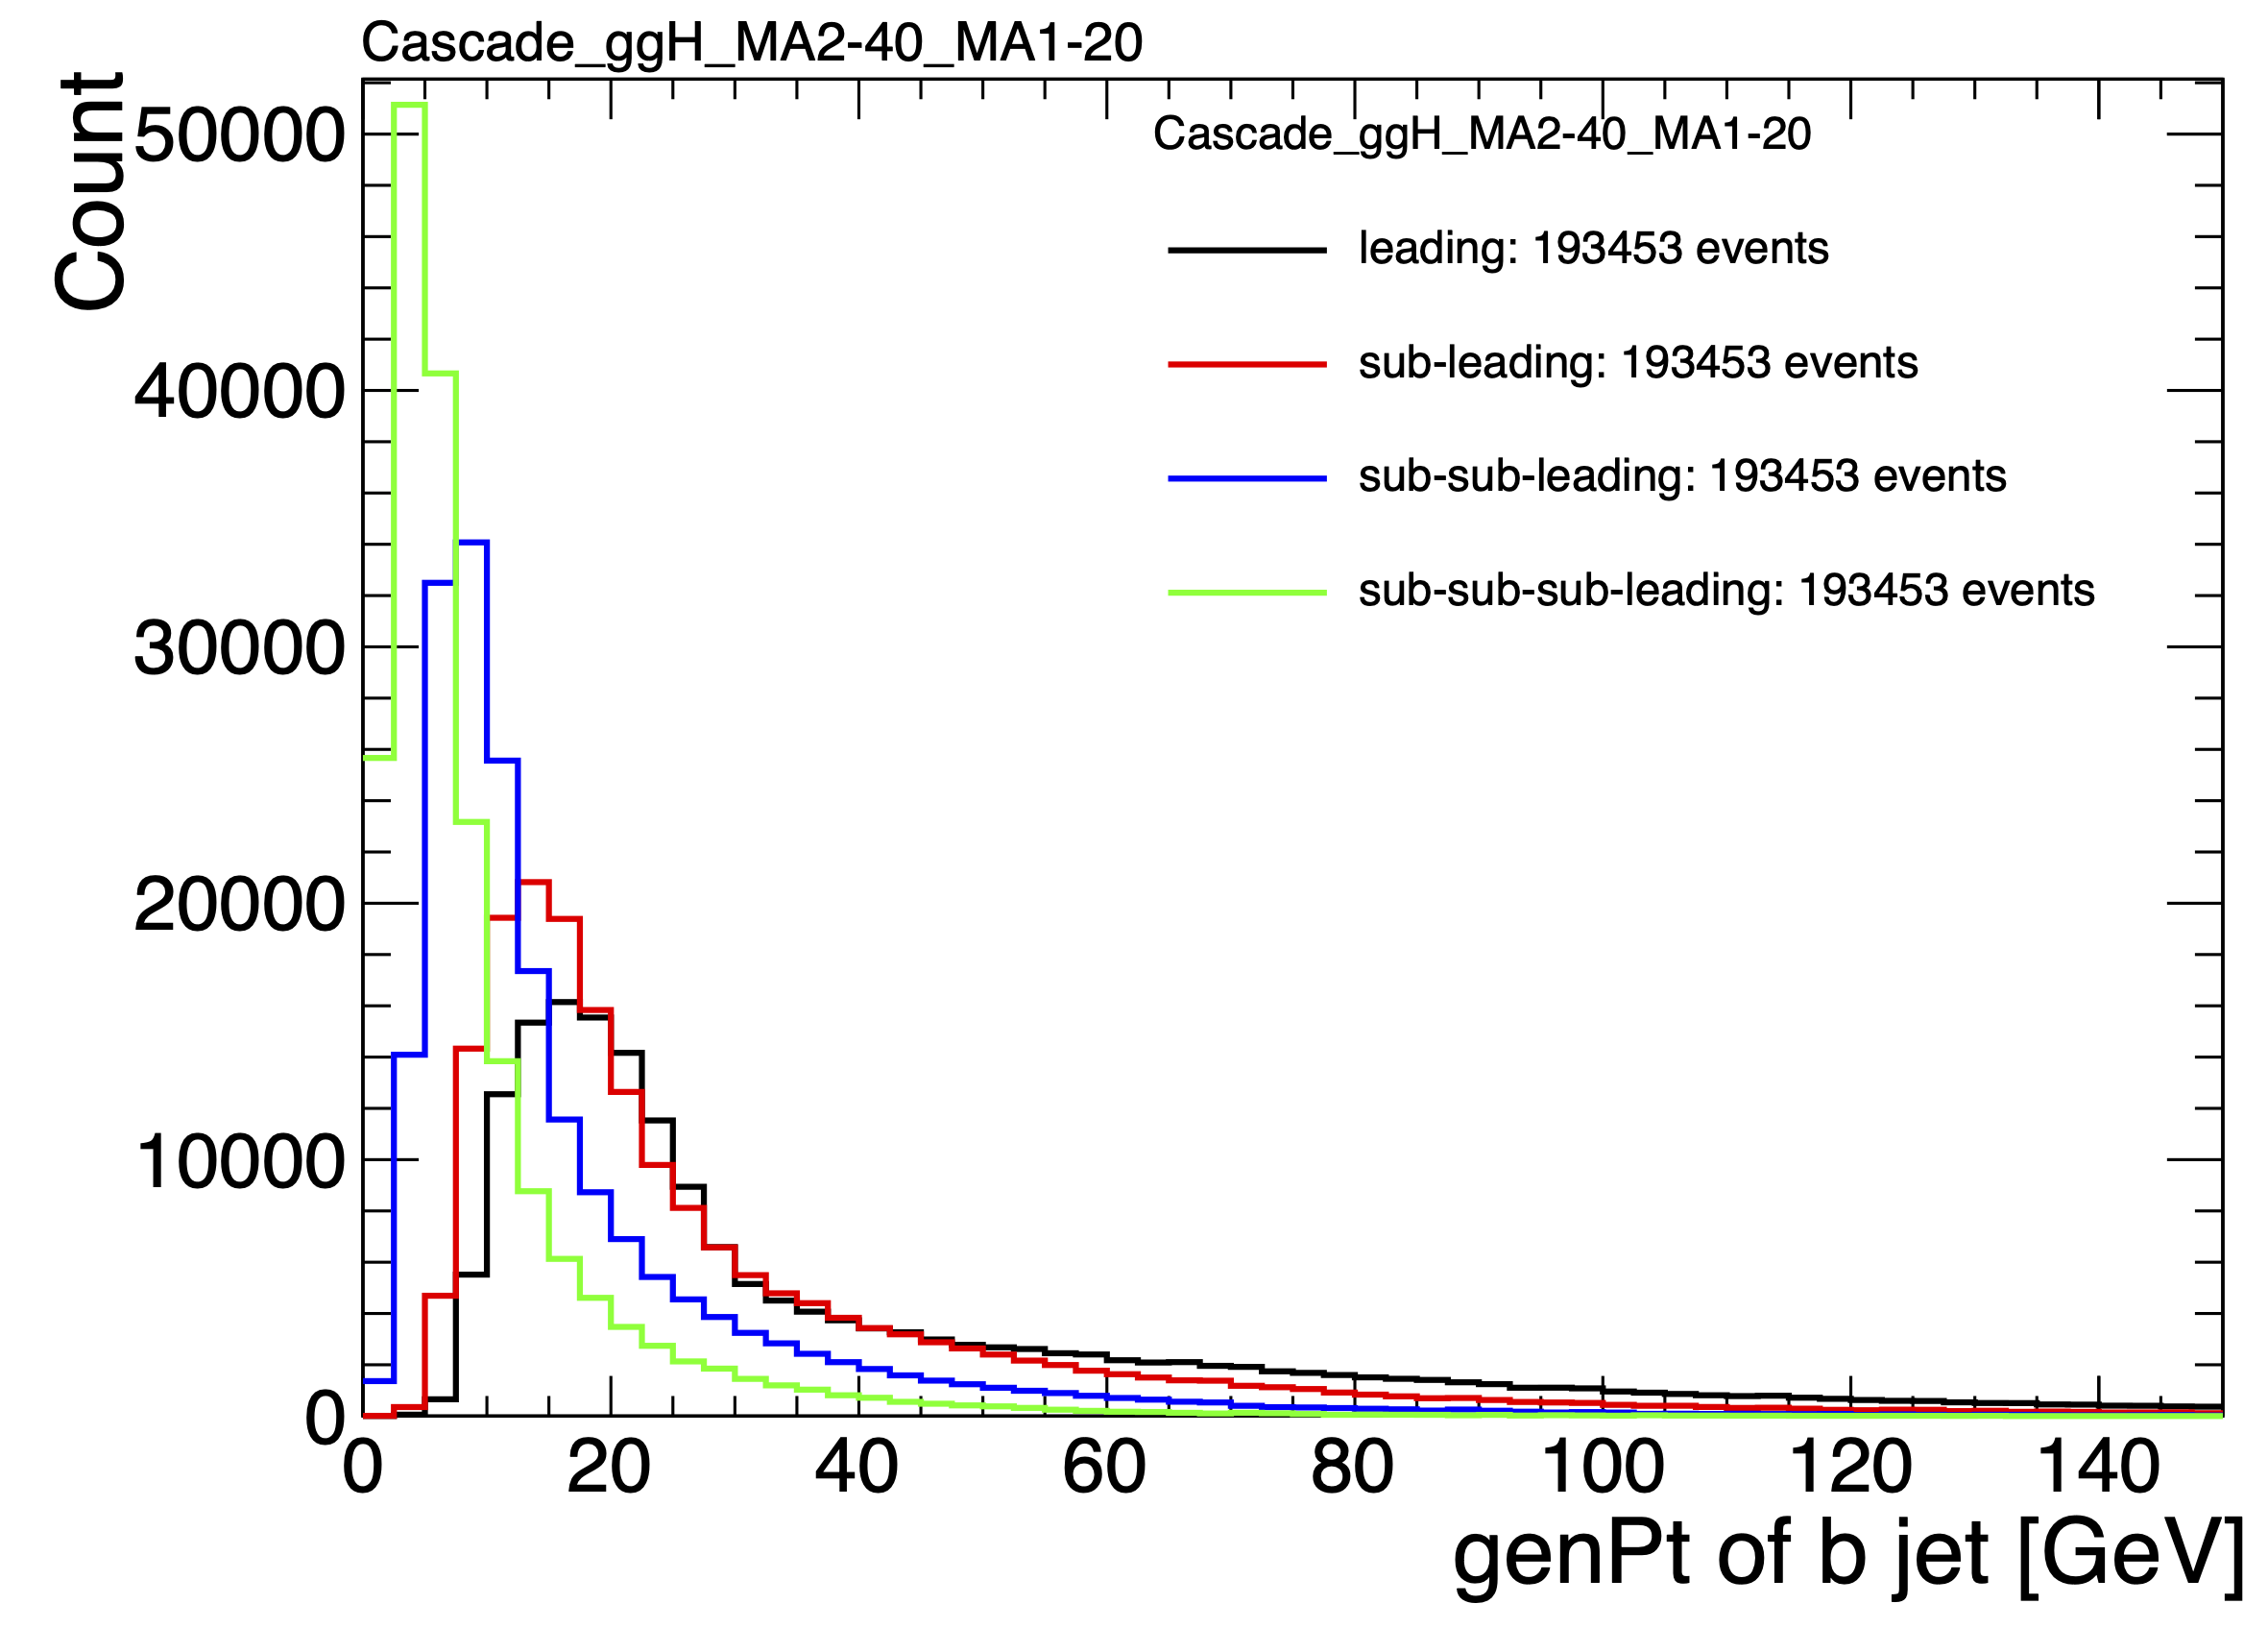 Cascade_ggH_MA2-40_MA1-20
Count
50000
40000
30000
20000
10000
0
Cascade_ggH_MA2-40_MA1-20
leading: 193453 events
sub-leading: 193453 events
sub-sub-leading: 193453 events
sub-sub-sub-leading: 193453 events
0 20 40 60 80 100 120 140
genPt of b jet [GeV]